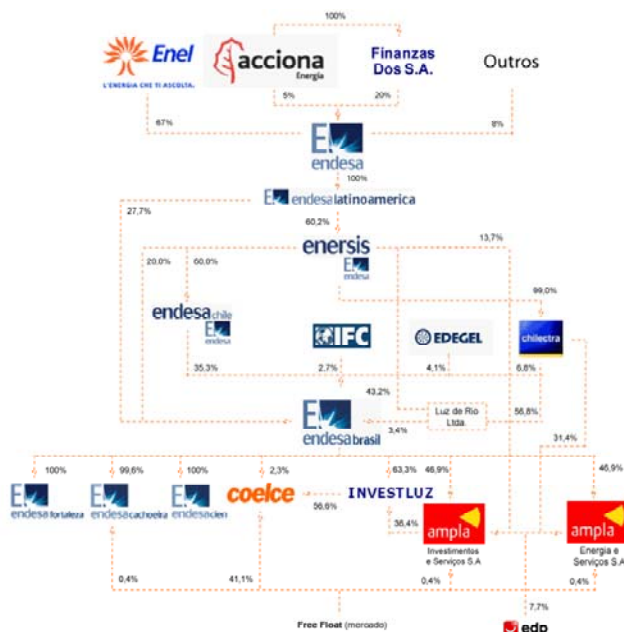 100%
Enel
L'ENERGIA CHE TI ASCOLTA.
acciona
Energía
Finanzas
Dos S.A.
Outros
67%
5%
20%
8%
endesa
100%
endesa latinoamerica
27,7%
60,2%
enersis
endesa
13,7%
20,0%
60,0%
99,0%
endesa chile
endesa
IFC
EDEGEL
chilectra
35,3%
2,7%
4,1%
6,8%
43,2%
Luz de Rio
Ltda.
56,8%
endesabrasil
3,4%
31,4%
100%
99,6%
100%
2,3%
63,3%
46,9%
46,9%
endesa fortaleza
endesa cachoeira
endesa cien
coelce
56,6%
INVESTLUZ
36,4%
ampla
Investimentos
e Serviços S.A
ampla
Energia e
Serviços S.A
0,4%
41,1%
0,4%
0,4%
7,7%
Free Float (mercado)
edp